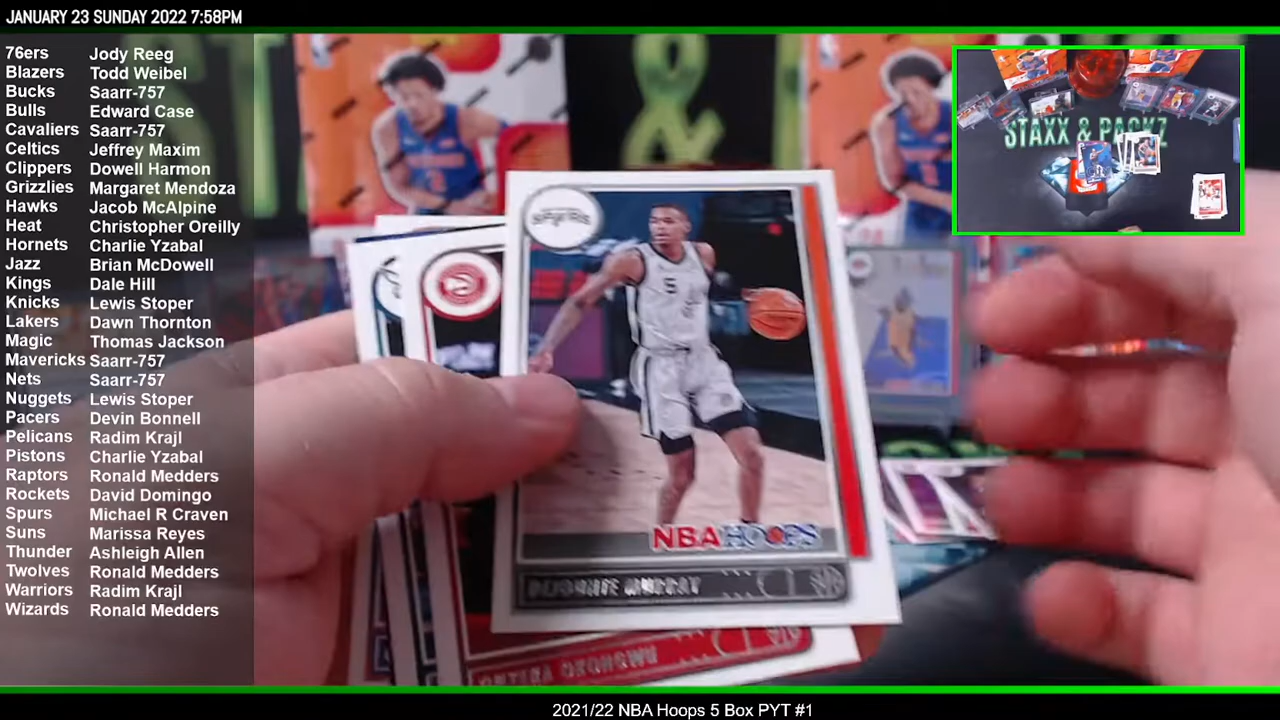 JANUARY 23 SUNDAY 2022 7:58PM
76ers Jody Reeg
Blazers Todd Weibel
Bucks Saarr-757
Bulls Edward Case
Cavaliers Saarr-757
Celtics Jeffrey Maxim
Clippers Dowell Harmon
Grizzlies Margaret Mendoza
Hawks Jacob McAlpine
Heat Christopher Oreilly
Hornets Charlie Yzabal
Jazz Brian McDowell
Kings Dale Hill
Knicks Lewis Stoper
Lakers Dawn Thornton
Magic Thomas Jackson
Mavericks Saarr-757
Nets Saarr-757
Nuggets Lewis Stoper
Pacers Devin Bonnell
Pelicans Radim Krajl
Pistons Charlie Yzabal
Raptors Ronald Medders
Rockets David Domingo
Spurs Michael R Craven
Suns Marissa Reyes
Thunder Ashleigh Allen
Twolves Ronald Medders
Warriors Radim Krajl
Wizards Ronald Medders
STAXX & PACKZ
&
SPURS
5
NBA HOOPS
DEJOUNTE MURRAY
ONYEKA OKONGWU
2021/22 NBA Hoops 5 Box PYT #1